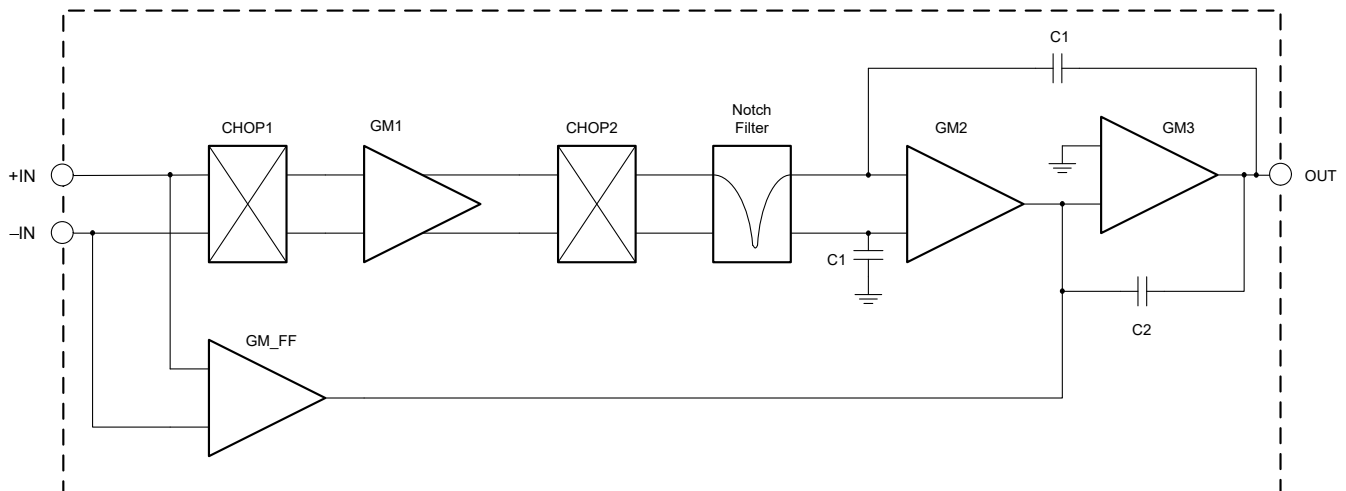 C1
CHOP1
GM1
CHOP2
Notch
Filter
GM2
GM3
+IN
OUT
–IN
C1
C2
GM_FF